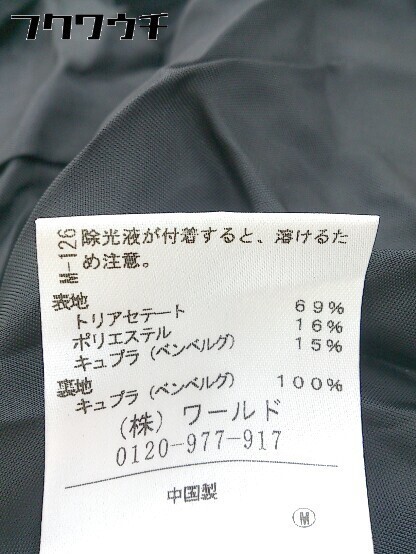 フクワウチ
M-126
除光液が付着すると、溶けるた
め注意。
表地
トリアセテート 69%
ポリエステル 16%
キュプラ(ベンベルグ) 15%
裏地
キュプラ(ベンベルグ) 100%
(株)ワールド
0120-977-917
中国製
M